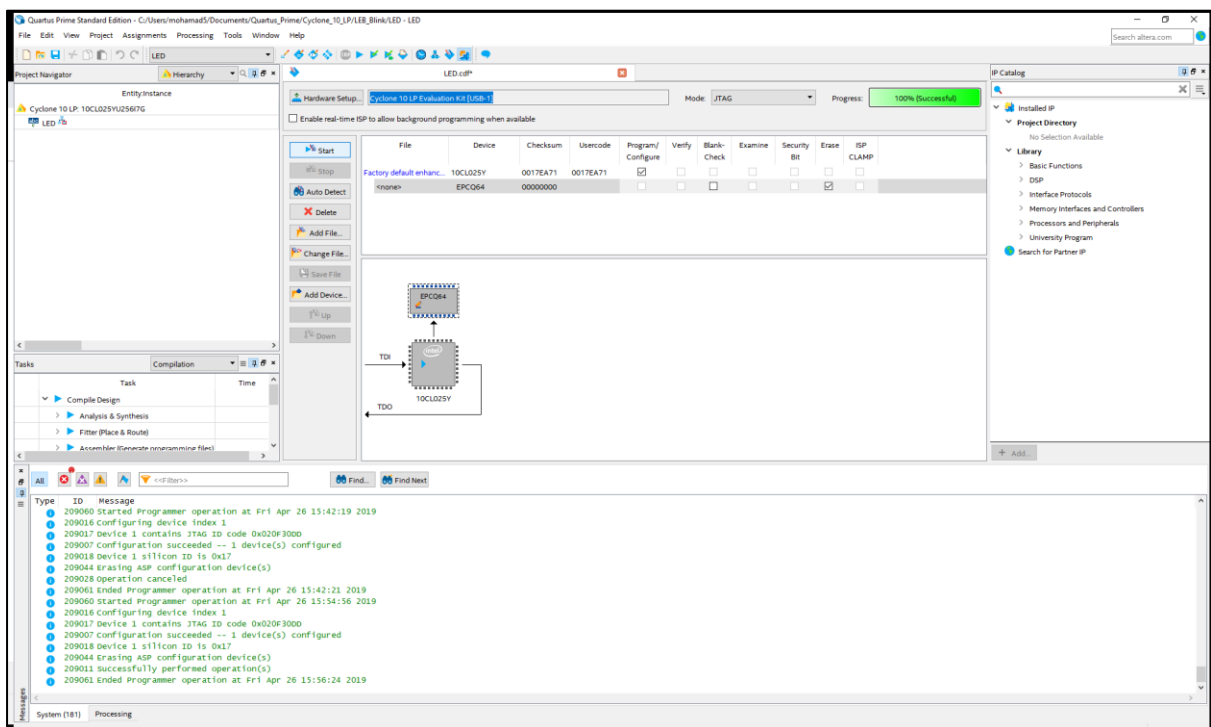 Quartus Prime Standard Edition - C:/Users/mohamad5/Documents/Quartus_Prime/Cyclone_10_LP/LEB_Blink/LED - LED
File Edit View Project Assignments Processing Tools Window Help
Search altera.com
LED
Project Navigator Hierarchy
Entity:Instance
Cyclone 10 LP: 10CL025YU256I7G
LED
LED.cdf*
Hardware Setup... Cyclone 10 LP Evaluation Kit [USB-1] Mode: JTAG Progress: 100% (Successful)
Enable real-time ISP to allow background programming when available
Start
Stop
Auto Detect
Delete
Add File...
Change File...
Save File
Add Device...
Up
Down
File Device Checksum Usercode Program/ Configure Verify Blank- Check Examine Security Bit Erase ISP CLAMP
Factory default enhanc... 10CL025Y 0017EA71 0017EA71
<none> EPCQ64 00000000
EPCQ64
TDI
intel
10CL025Y
TDO
IP Catalog
Installed IP
Project Directory
No Selection Available
Library
Basic Functions
DSP
Interface Protocols
Memory Interfaces and Controllers
Processors and Peripherals
University Program
Search for Partner IP
+ Add...
Tasks Compilation
Task Time
Compile Design
Analysis & Synthesis
Fitter (Place & Route)
Assembler (Generate programming files)
All <<Filter>> Find... Find Next
Type ID Message
209060 Started Programmer operation at Fri Apr 26 15:42:19 2019
209016 Configuring device index 1
209017 Device 1 contains JTAG ID code 0x020F30DD
209007 Configuration succeeded -- 1 device(s) configured
209018 Device 1 silicon ID is 0x17
209044 Erasing ASP configuration device(s)
209028 Operation canceled
209061 Ended Programmer operation at Fri Apr 26 15:42:21 2019
209060 Started Programmer operation at Fri Apr 26 15:54:56 2019
209016 Configuring device index 1
209017 Device 1 contains JTAG ID code 0x020F30DD
209007 Configuration succeeded -- 1 device(s) configured
209018 Device 1 silicon ID is 0x17
209044 Erasing ASP configuration device(s)
209011 Successfully performed operation(s)
209061 Ended Programmer operation at Fri Apr 26 15:56:24 2019
Messages
System (181) Processing